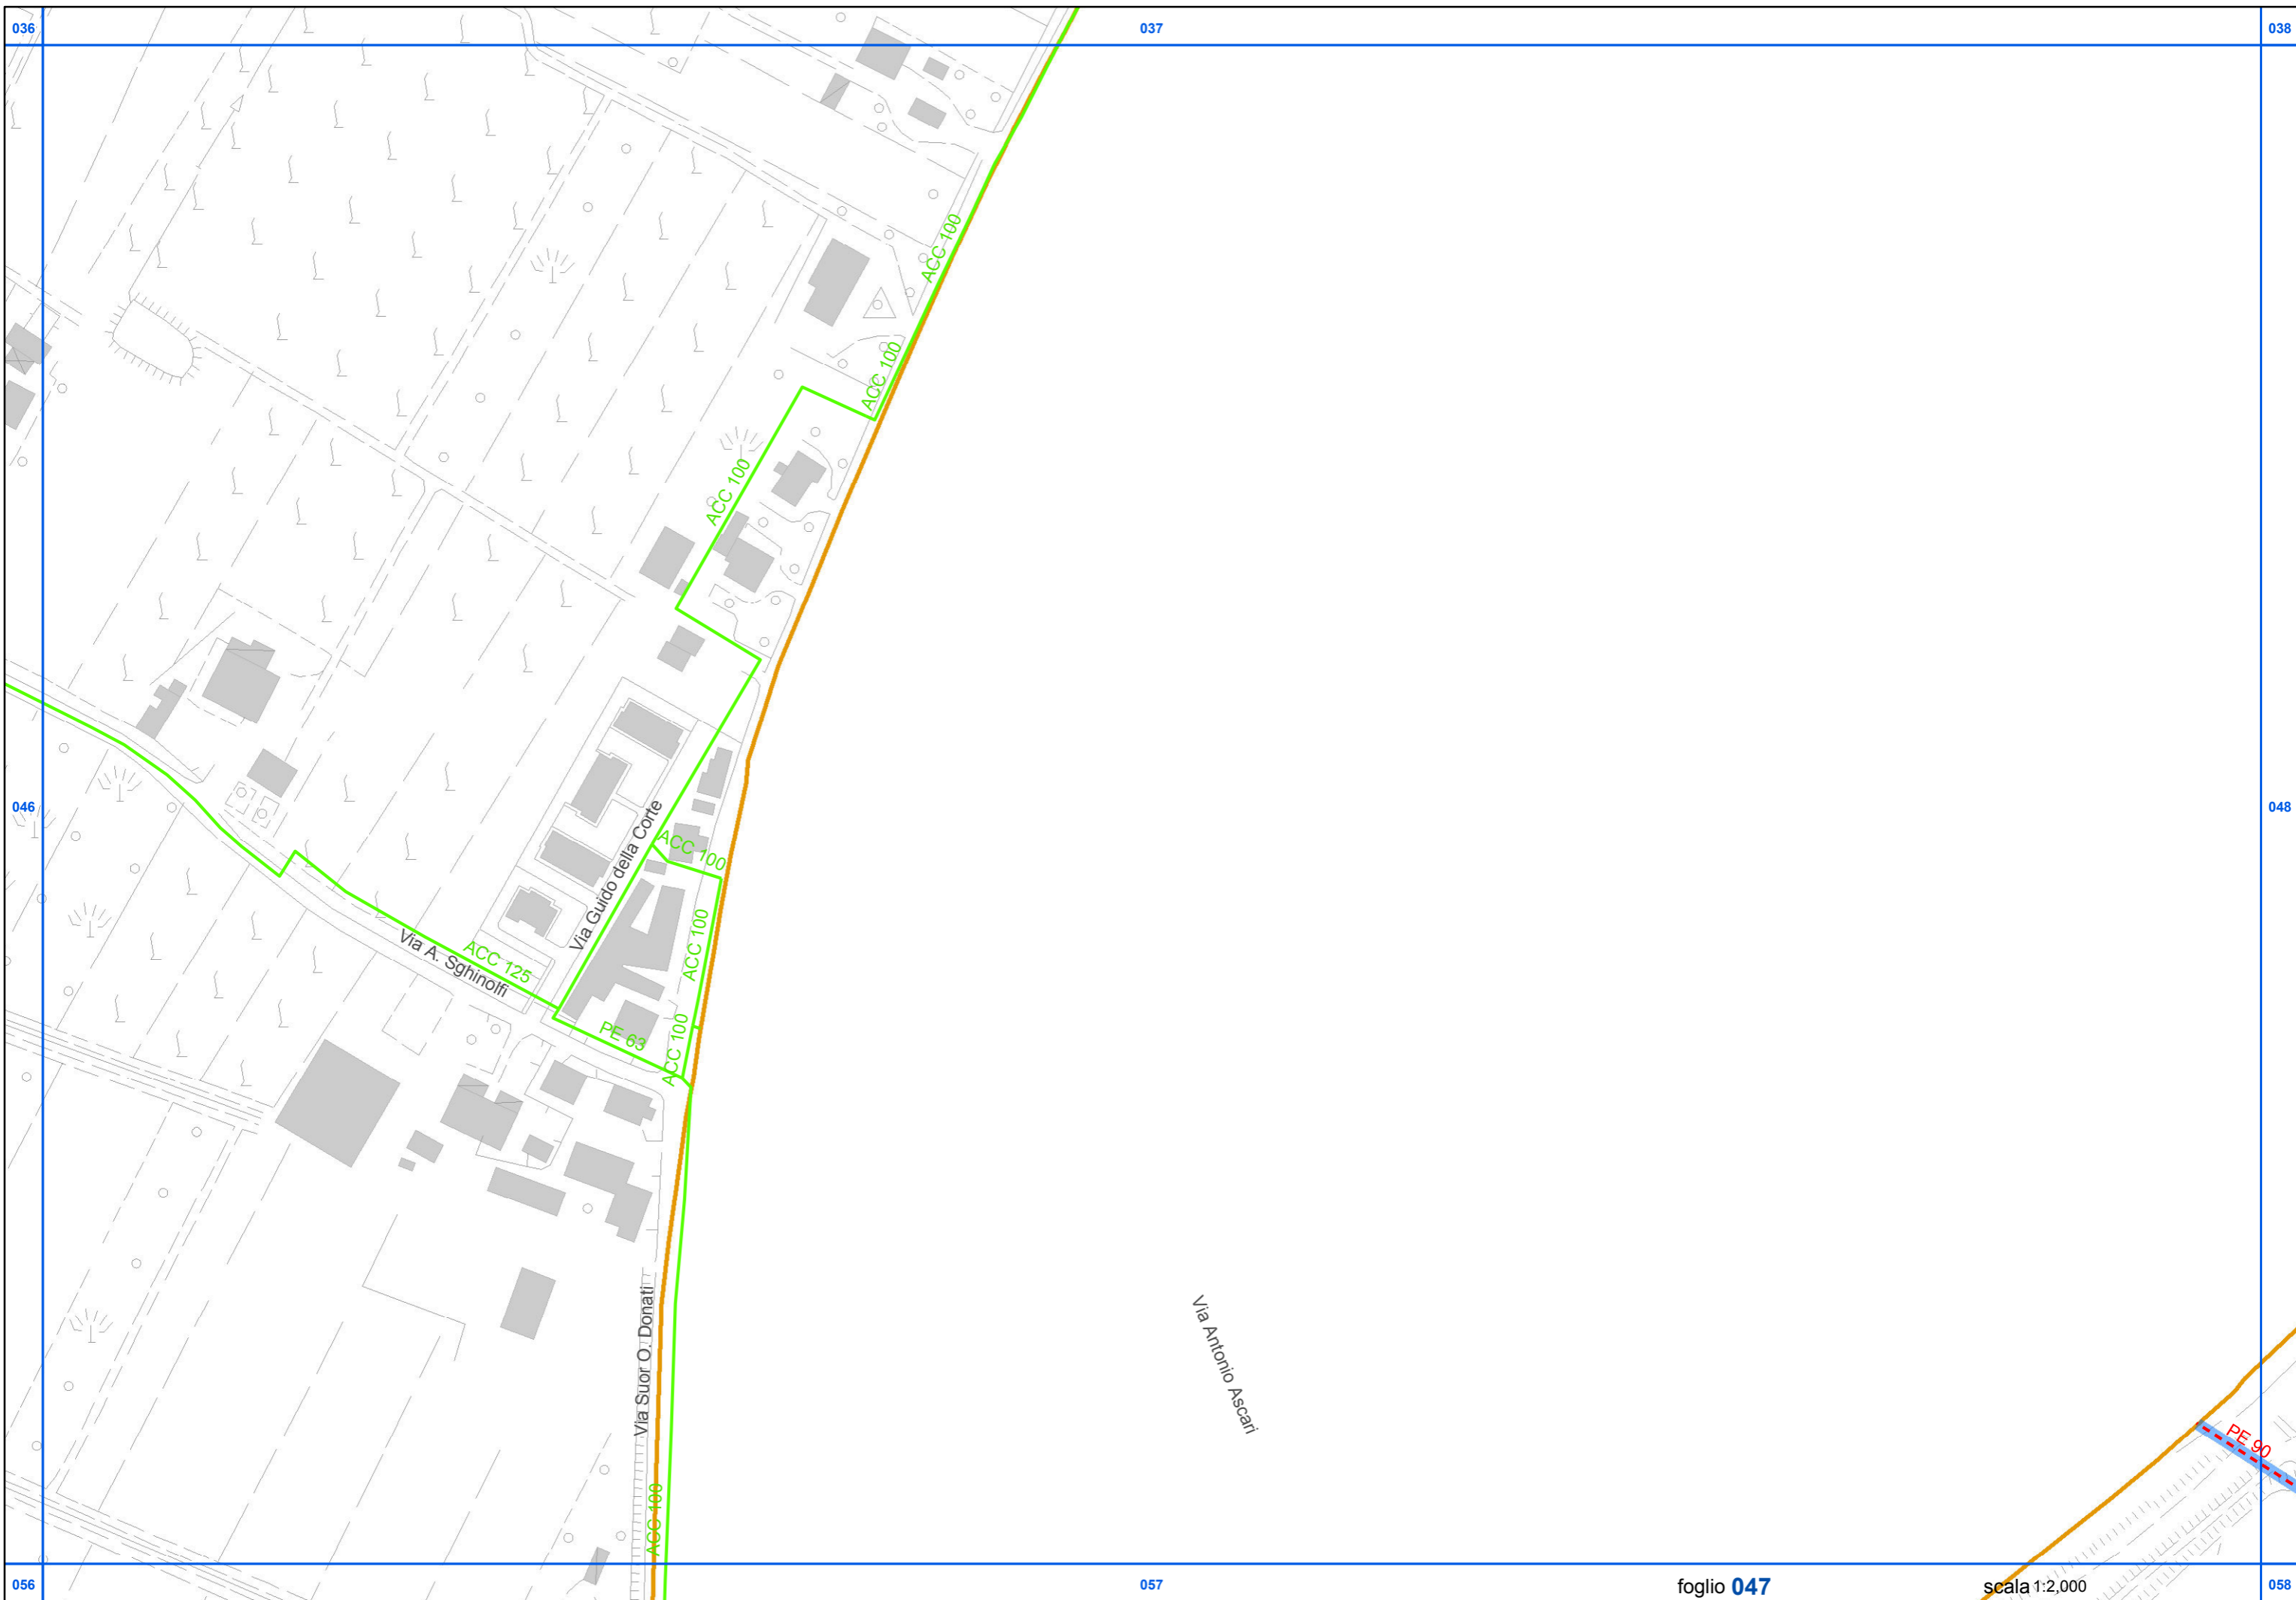 036
037
038
ACC 100
ACC 100
ACC 100
046
048
Via Guido della Corte
ACC 100
ACC 100
Via A. Sghinolfi
ACC 125
PE 63
ACC 100
Via Suor O. Donati
Via Antonio Ascari
PE 90
ACC 100
056
057
foglio 047
scala 1:2,000
058